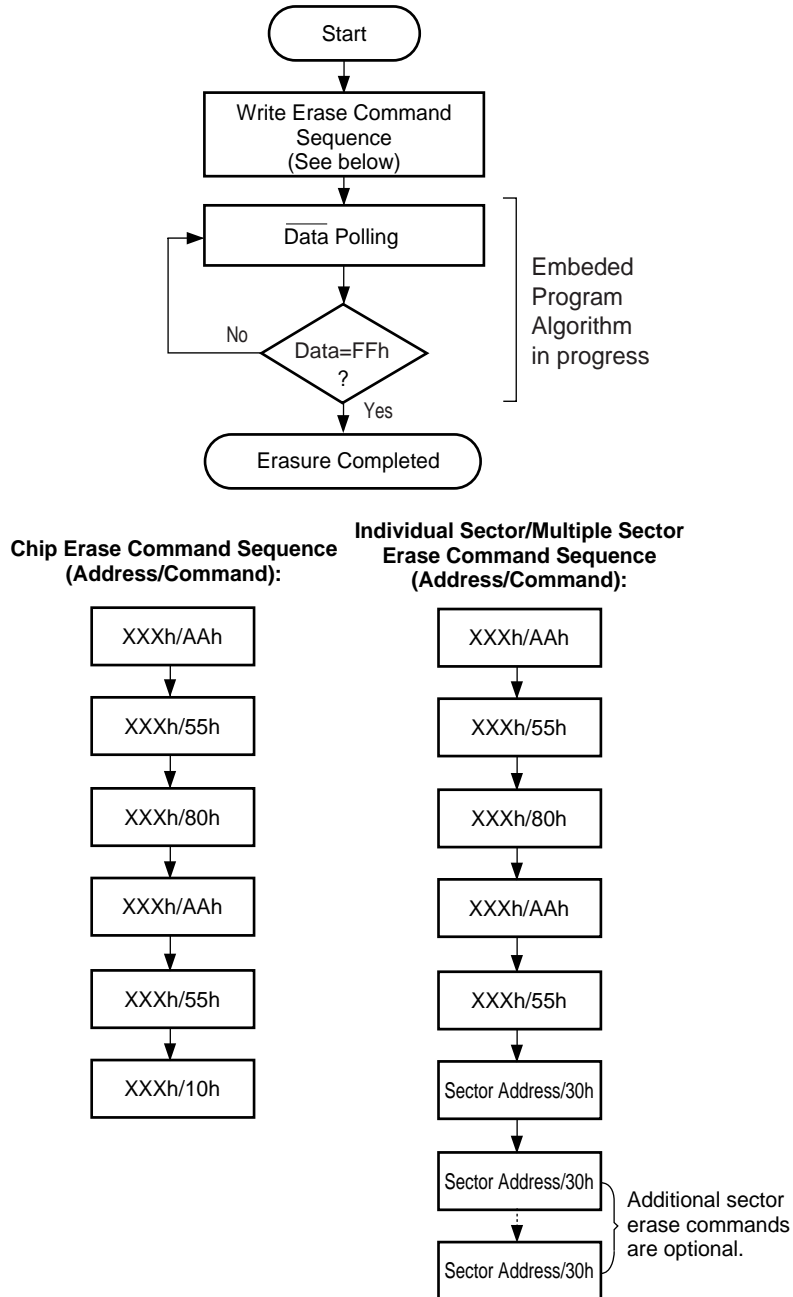 Start
Write Erase Command
Sequence
(See below)
Data Polling
No
Data=FFh
?
Yes
Erasure Completed
Embeded
Program
Algorithm
in progress
Chip Erase Command Sequence
(Address/Command):
XXXh/AAh
XXXh/55h
XXXh/80h
XXXh/AAh
XXXh/55h
XXXh/10h
Individual Sector/Multiple Sector
Erase Command Sequence
(Address/Command):
XXXh/AAh
XXXh/55h
XXXh/80h
XXXh/AAh
XXXh/55h
Sector Address/30h
Sector Address/30h
Sector Address/30h
Additional sector
erase commands
are optional.